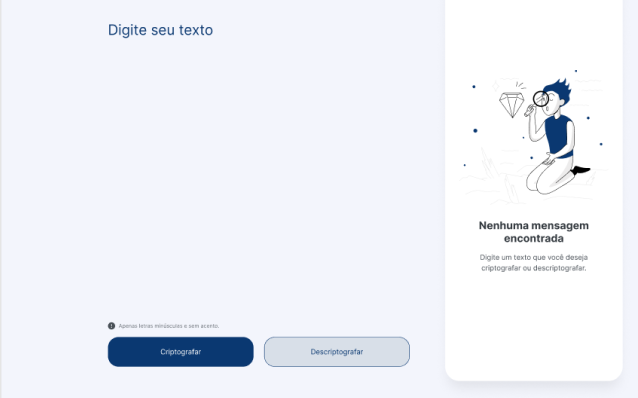 Digite seu texto
Nenhuma mensagem
encontrada
Digite um texto que você deseja
criptografar ou descriptografar.
Apenas letras minúsculas e sem acento.
Criptografar
Descriptografar